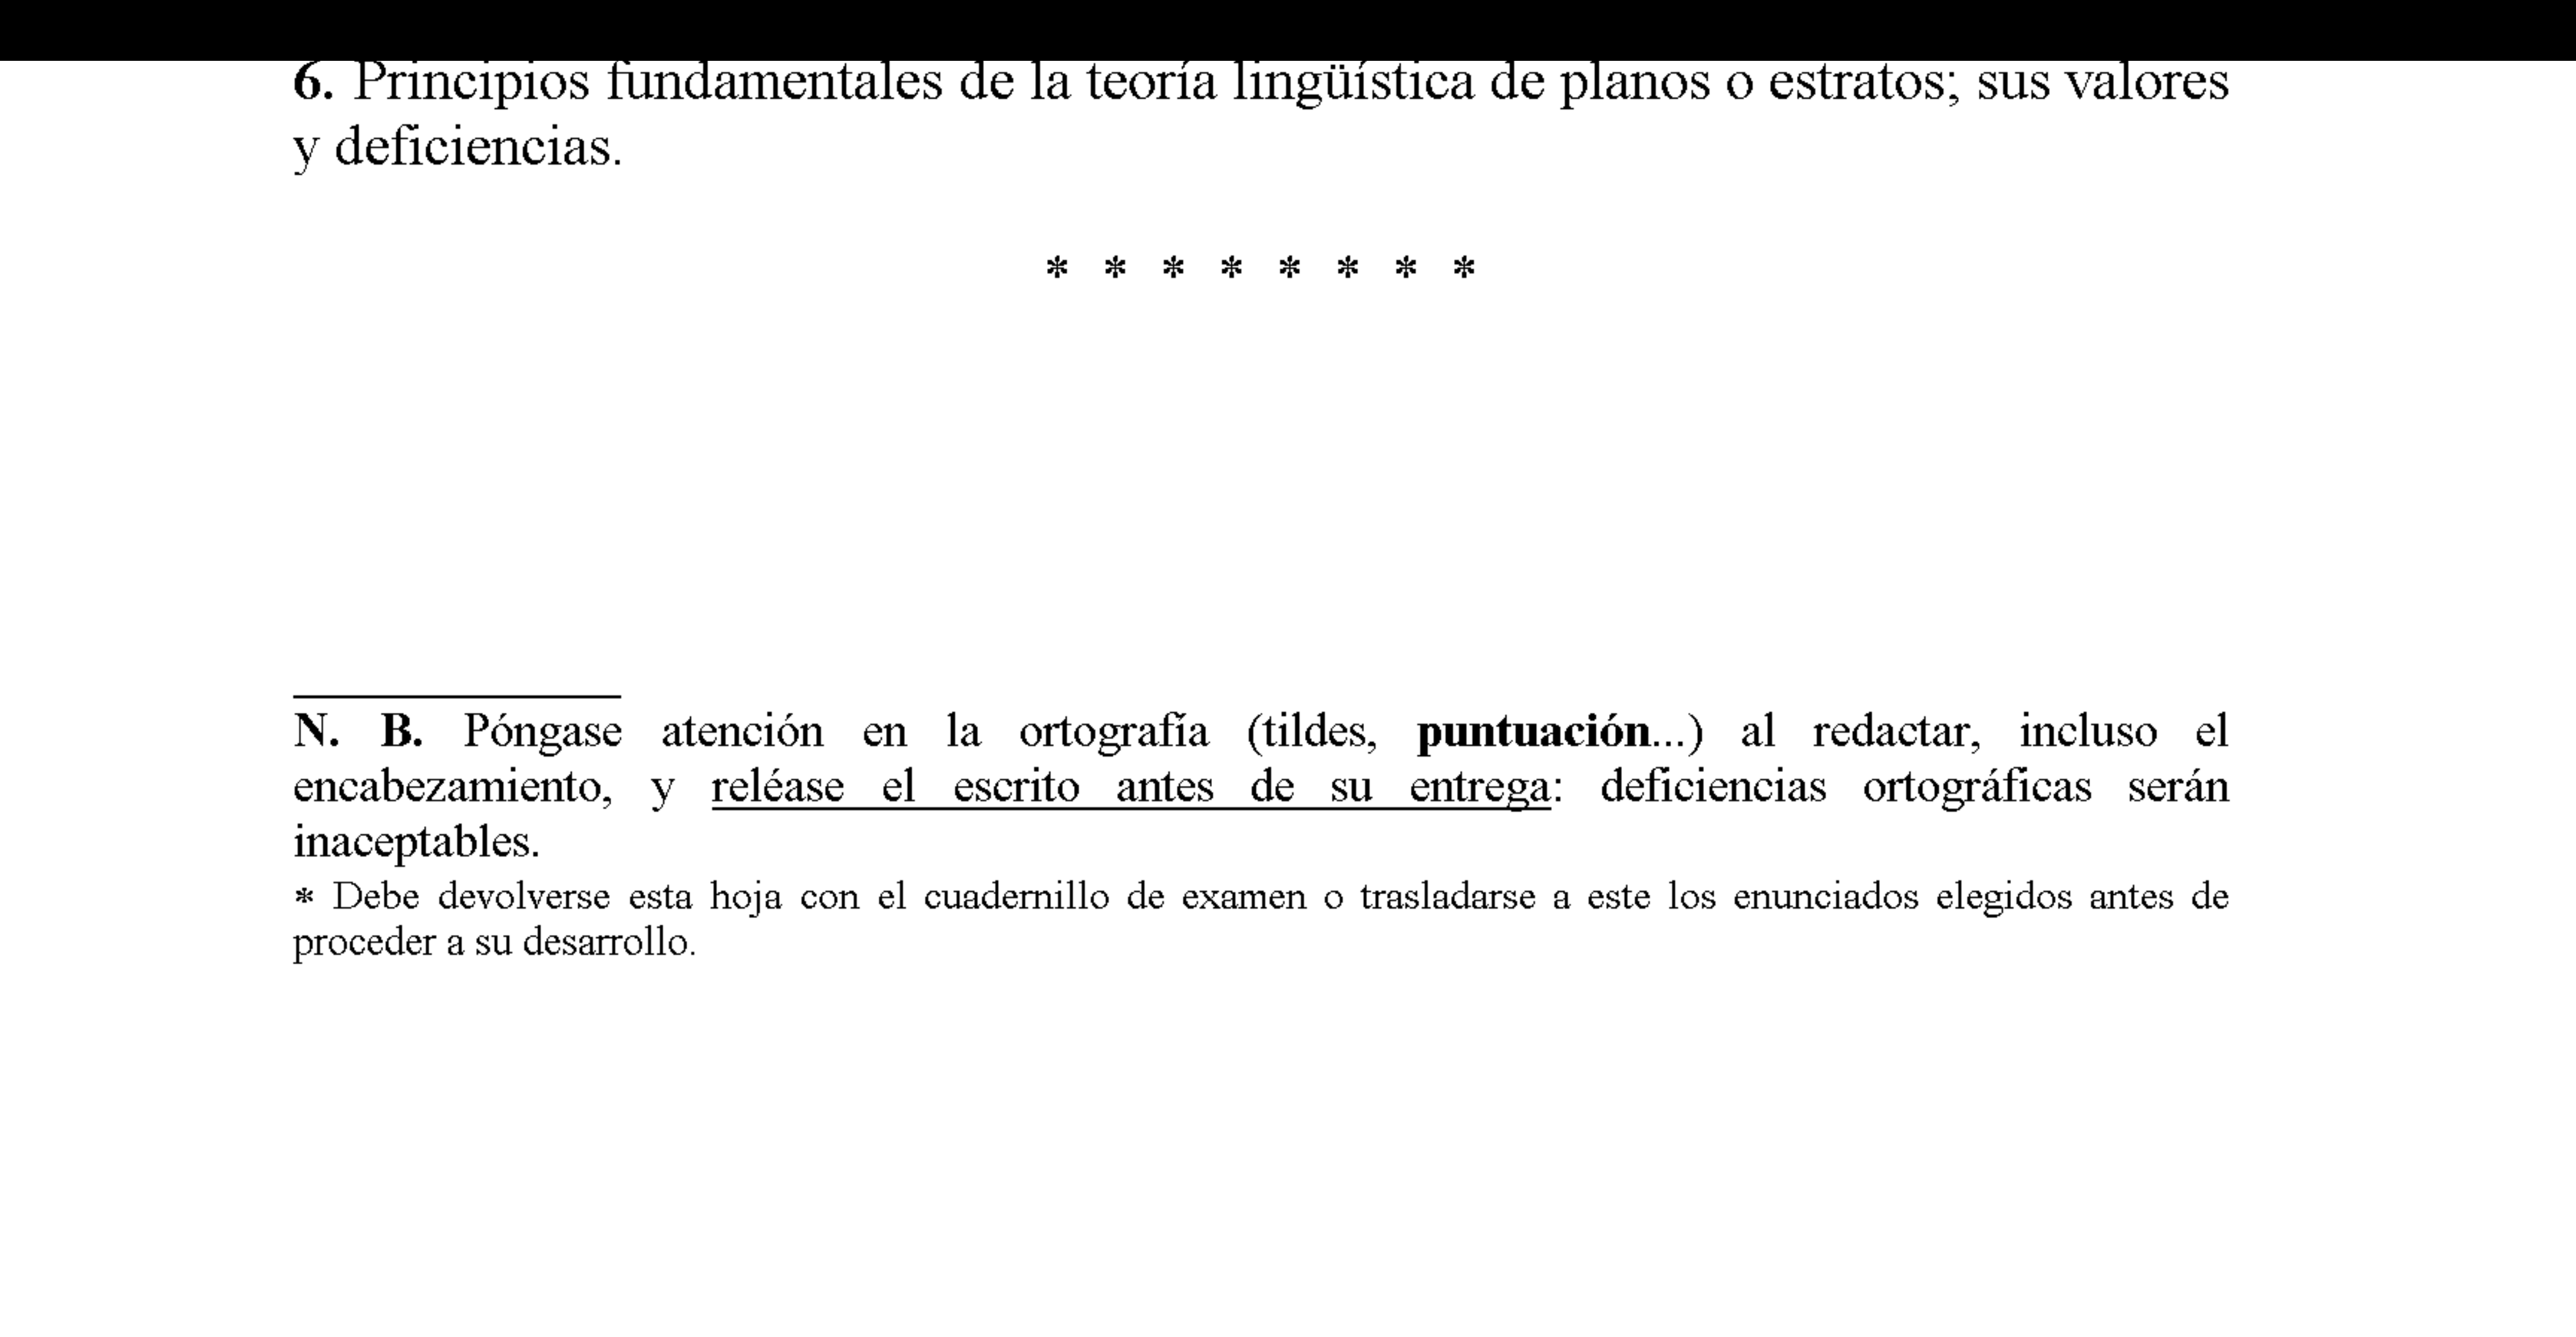 6. Principios fundamentales de la teoría lingüística de planos o estratos; sus valores
y deficiencias.
* * * * * * * *
N. B. Póngase atención en la ortografía (tildes, puntuación...) al redactar, incluso el
encabezamiento, y reléase el escrito antes de su entrega: deficiencias ortográficas serán
inaceptables.
* Debe devolverse esta hoja con el cuadernillo de examen o trasladarse a este los enunciados elegidos antes de
proceder a su desarrollo.